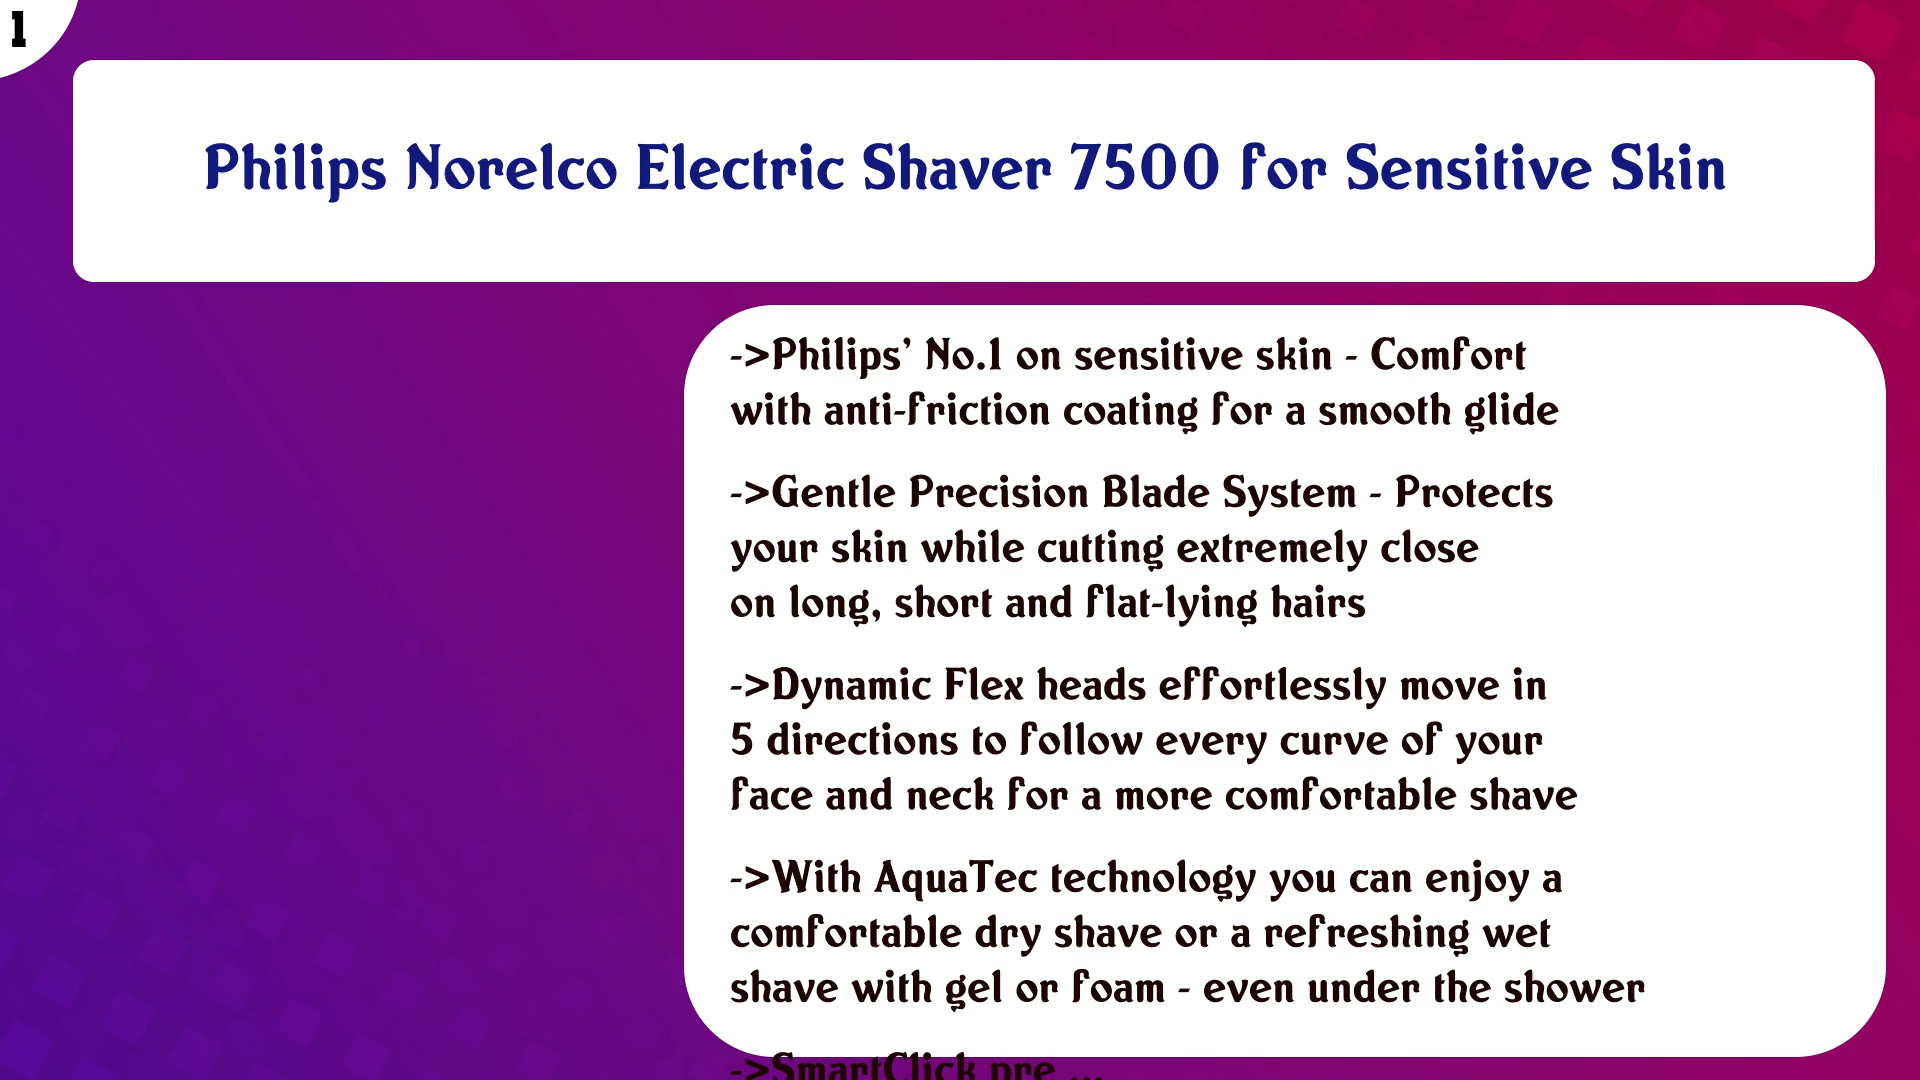 1
Philips Norelco Electric Shaver 7500 for Sensitive Skin
->Philips’ No.1 on sensitive skin - Comfort
with anti-friction coating for a smooth glide
->Gentle Precision Blade System - Protects
your skin while cutting extremely close
on long, short and flat-lying hairs
->Dynamic Flex heads effortlessly move in
5 directions to follow every curve of your
face and neck for a more comfortable shave
->With AquaTec technology you can enjoy a
comfortable dry shave or a refreshing wet
shave with gel or foam - even under the shower
->SmartClick pre ...